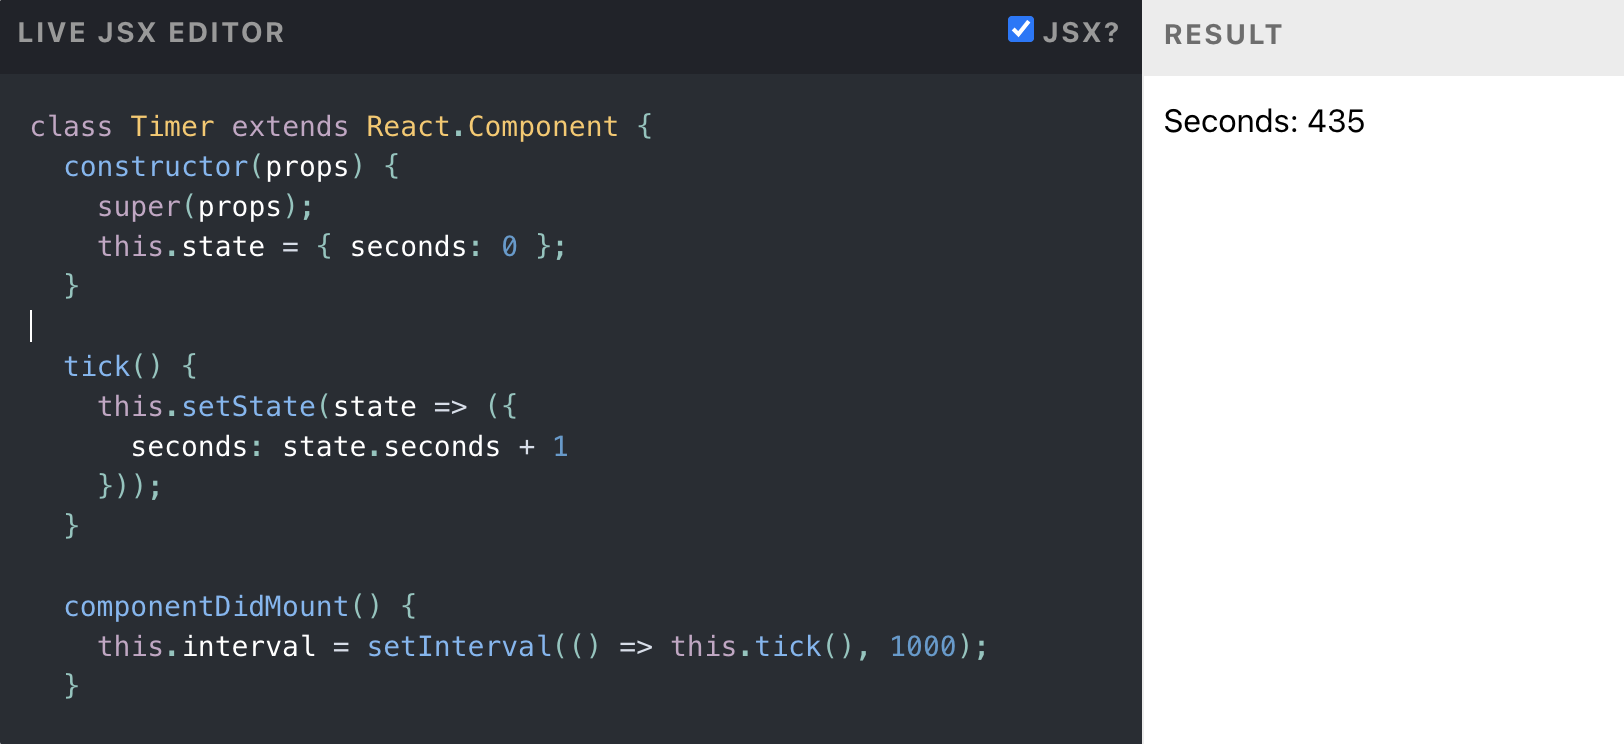 LIVE JSX EDITOR
JSX?
class Timer extends React.Component {
  constructor(props) {
    super(props);
    this.state = { seconds: 0 };
  }

  tick() {
    this.setState(state => ({
      seconds: state.seconds + 1
    }));
  }

  componentDidMount() {
    this.interval = setInterval(() => this.tick(), 1000);
  }
RESULT
Seconds: 435